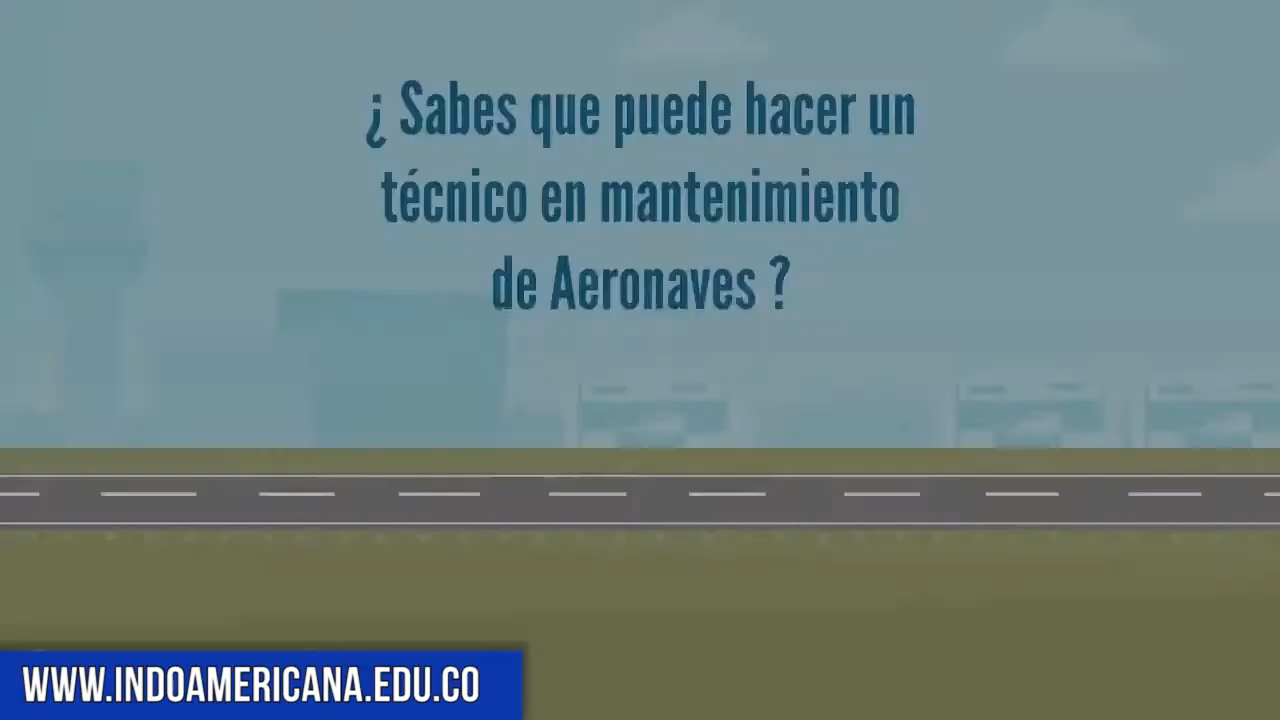 ¿ Sabes que puede hacer un
técnico en mantenimiento
de Aeronaves ?
WWW.INDOAMERICANA.EDU.CO